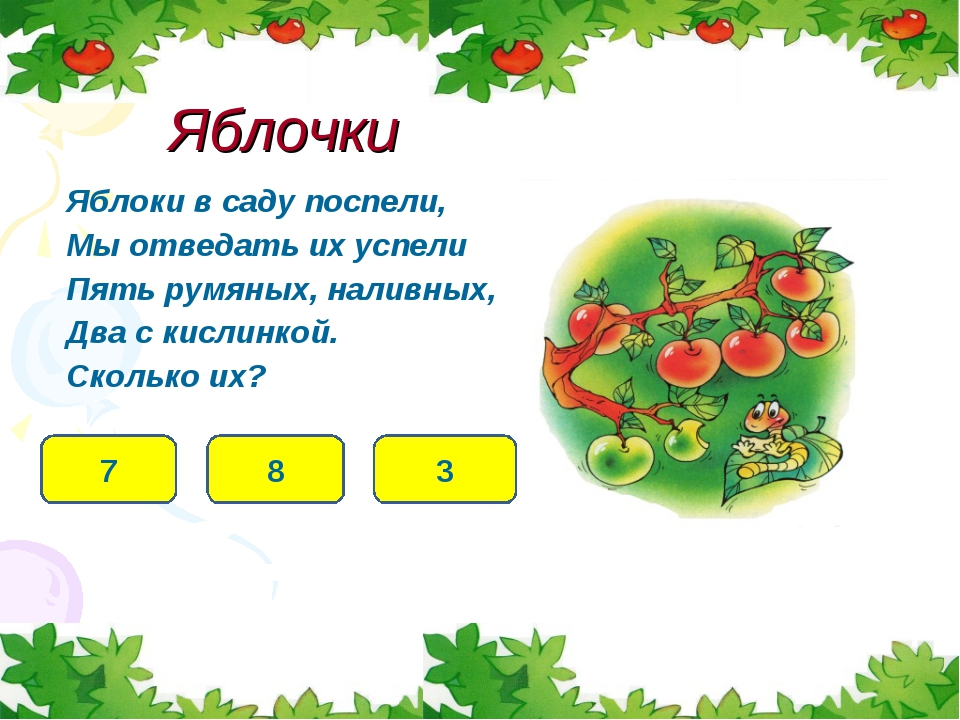 Яблочки
Яблоки в саду поспели,
Мы отведать их успели
Пять румяных, наливных,
Два с кислинкой.
Сколько их?
7 8 3